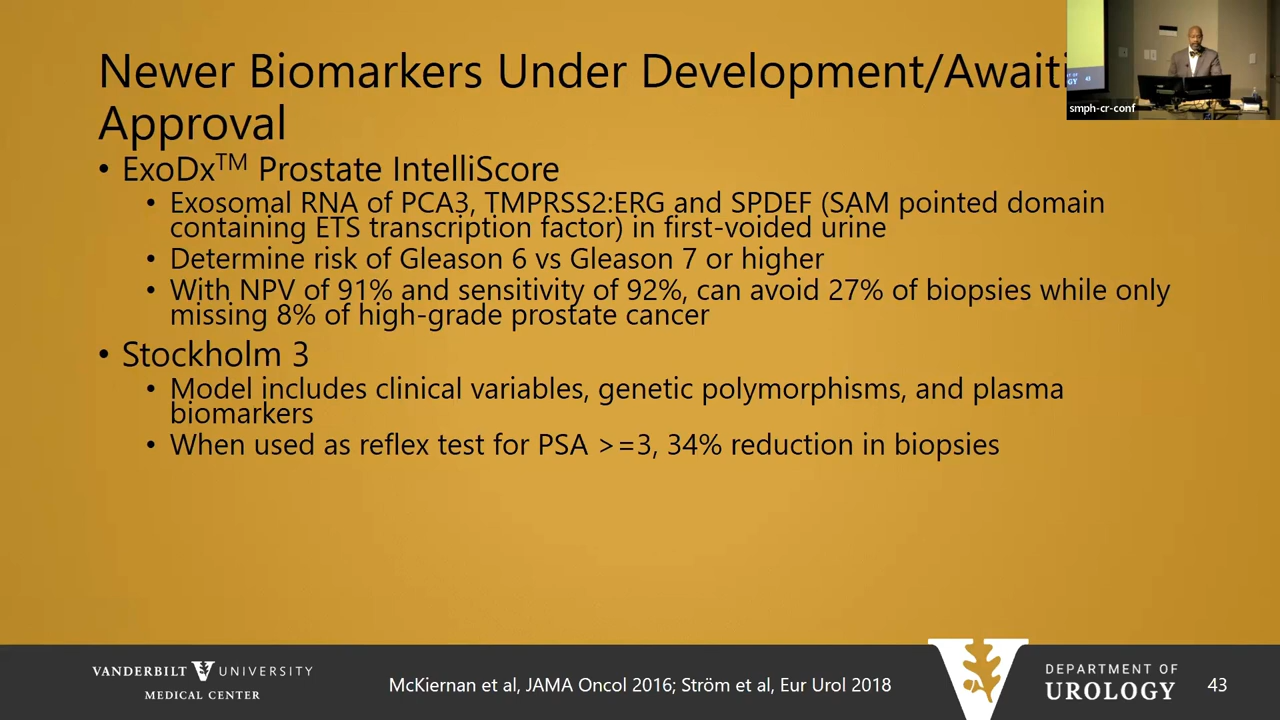 Newer Biomarkers Under Development/Awaiti
Approval
• ExoDx™ Prostate IntelliScore
• Exosomal RNA of PCA3, TMPRSS2:ERG and SPDEF (SAM pointed domain
containing ETS transcription factor) in first-voided urine
• Determine risk of Gleason 6 vs Gleason 7 or higher
• With NPV of 91% and sensitivity of 92%, can avoid 27% of biopsies while only
missing 8% of high-grade prostate cancer
• Stockholm 3
• Model includes clinical variables, genetic polymorphisms, and plasma
biomarkers
• When used as reflex test for PSA >=3, 34% reduction in biopsies
smph-cr-conf
GY 43
VANDERBILT V UNIVERSITY
MEDICAL CENTER
McKiernan et al, JAMA Oncol 2016; Ström et al, Eur Urol 2018
DEPARTMENT OF
UROLOGY
43